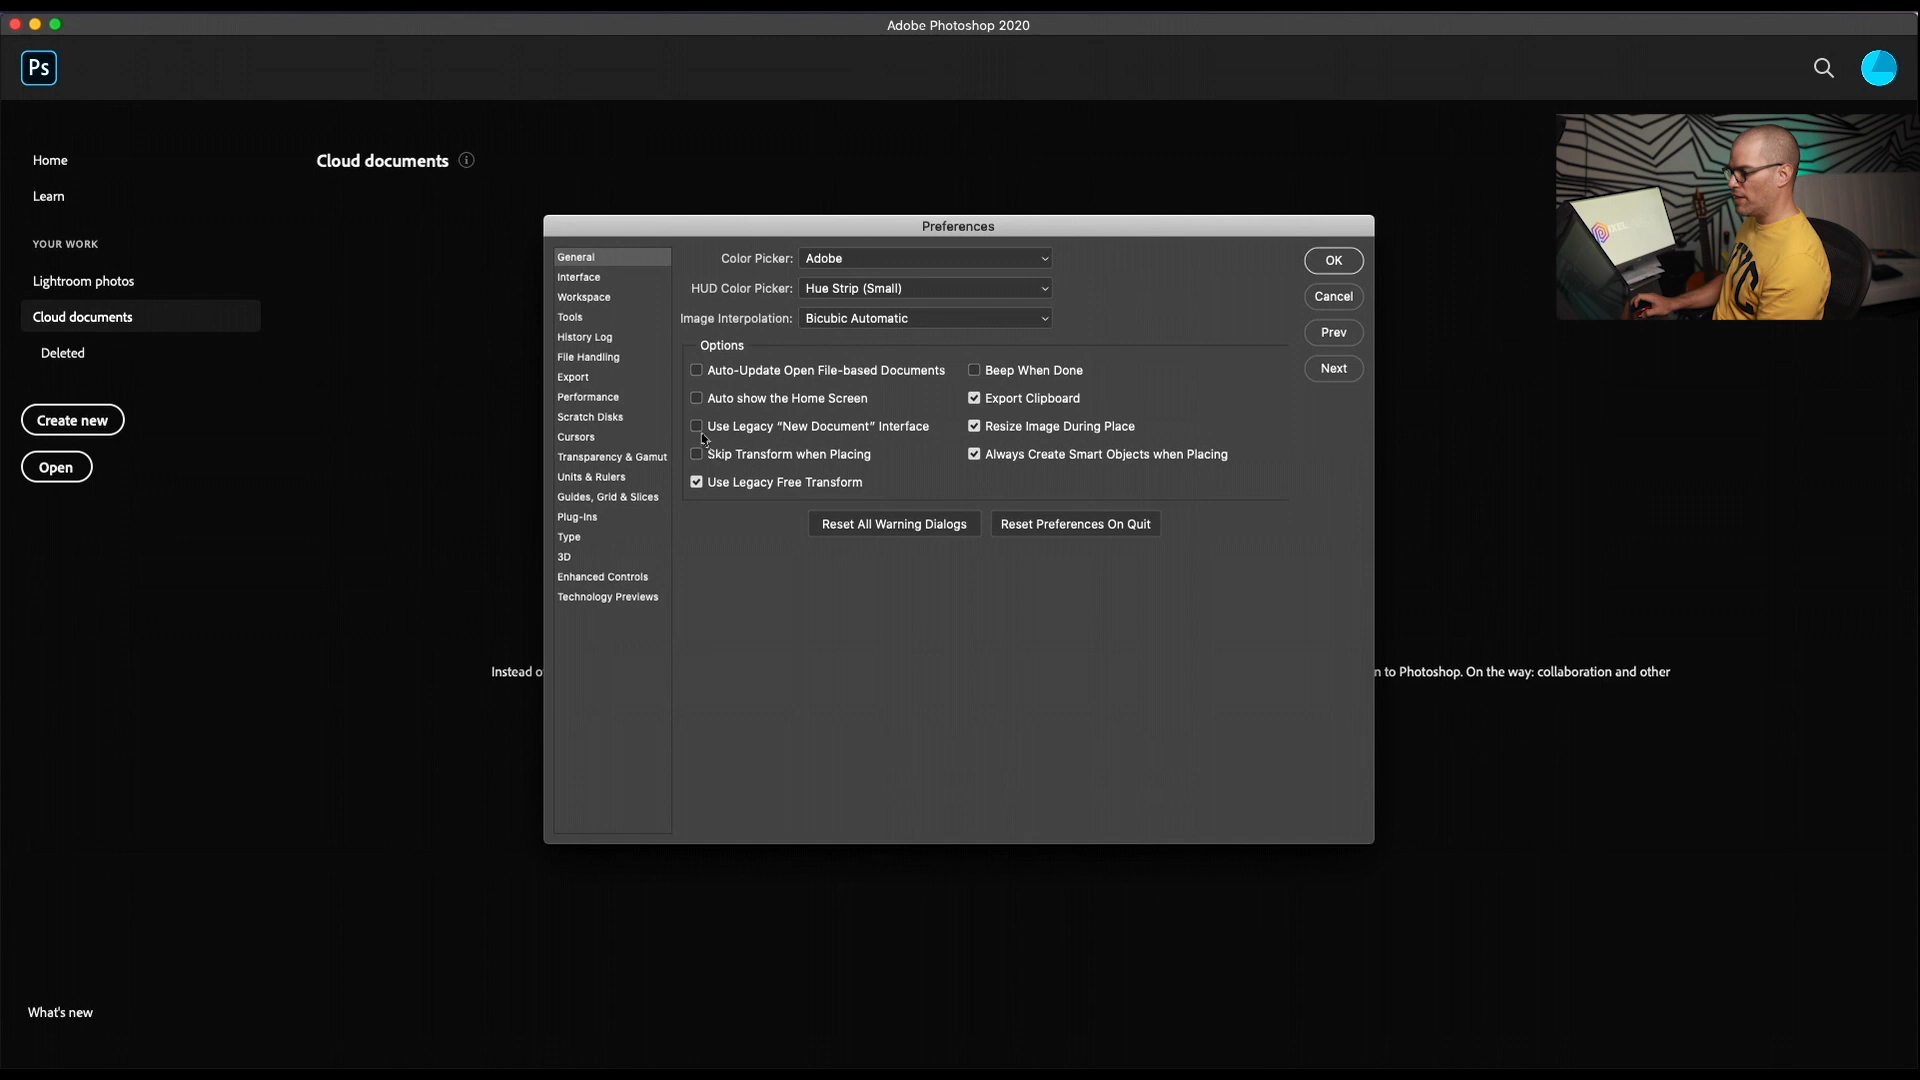 Adobe Photoshop 2020
Ps
Home
Learn
YOUR WORK
Lightroom photos
Cloud documents
Deleted
Create new
Open
What's new
Cloud documents
Preferences
General
Interface
Workspace
Tools
History Log
File Handling
Export
Performance
Scratch Disks
Cursors
Transparency & Gamut
Units & Rulers
Guides, Grid & Slices
Plug-Ins
Type
3D
Enhanced Controls
Technology Previews
Color Picker: Adobe
HUD Color Picker: Hue Strip (Small)
Image Interpolation: Bicubic Automatic
Options
Auto-Update Open File-based Documents
Auto show the Home Screen
Use Legacy “New Document” Interface
Skip Transform when Placing
Use Legacy Free Transform
Beep When Done
Export Clipboard
Resize Image During Place
Always Create Smart Objects when Placing
Reset All Warning Dialogs
Reset Preferences On Quit
OK
Cancel
Prev
Next
Instead o
n to Photoshop. On the way: collaboration and other